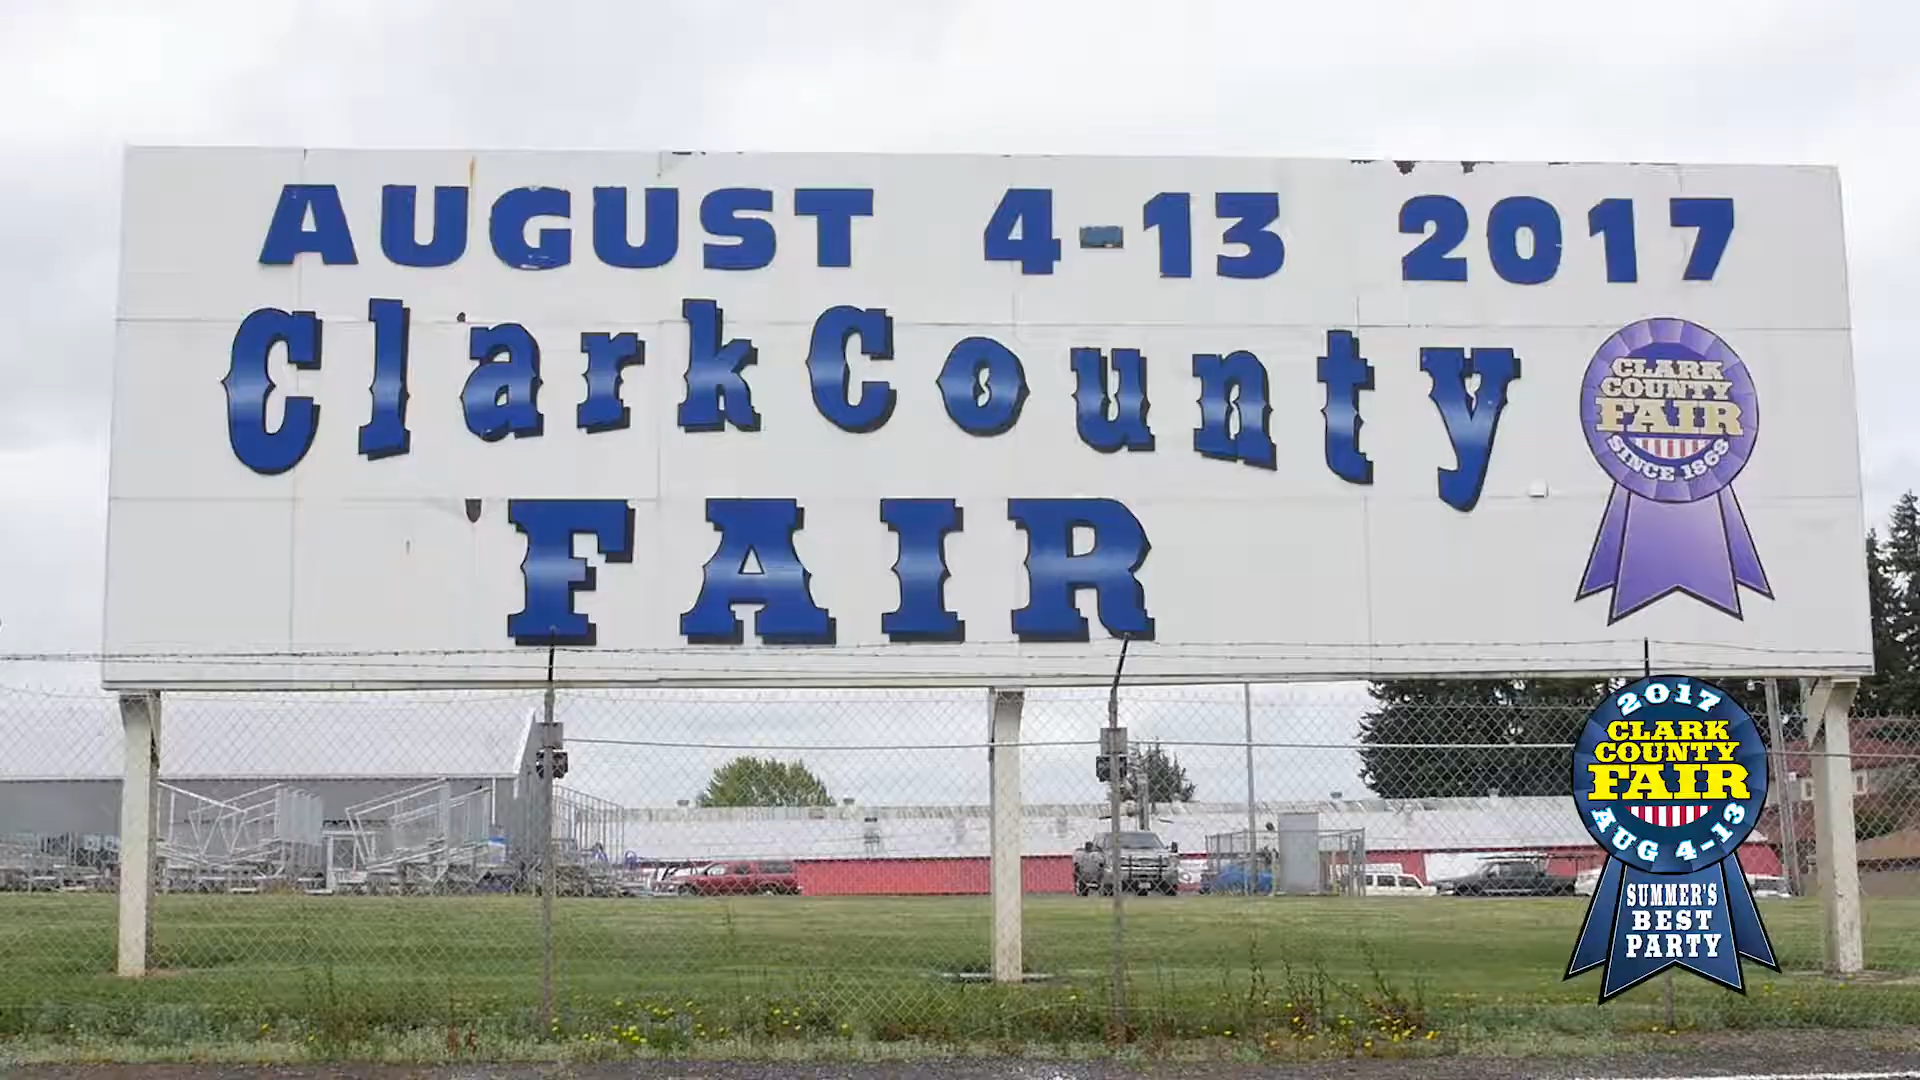 AUGUST 4-13 2017
Clark County
FAIR
CLARK
COUNTY
FAIR
SINCE 1868
2017
CLARK
COUNTY
FAIR
AUG 4-13
SUMMER'S
BEST
PARTY